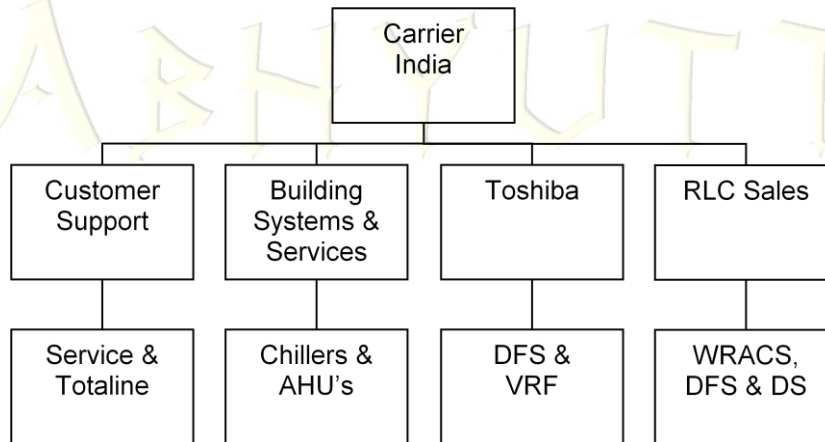 ABHYUTT
Carrier
India
Customer
Support
Building
Systems &
Services
Toshiba
RLC Sales
Service &
Totaline
Chillers &
AHU’s
DFS &
VRF
WRACS,
DFS & DS